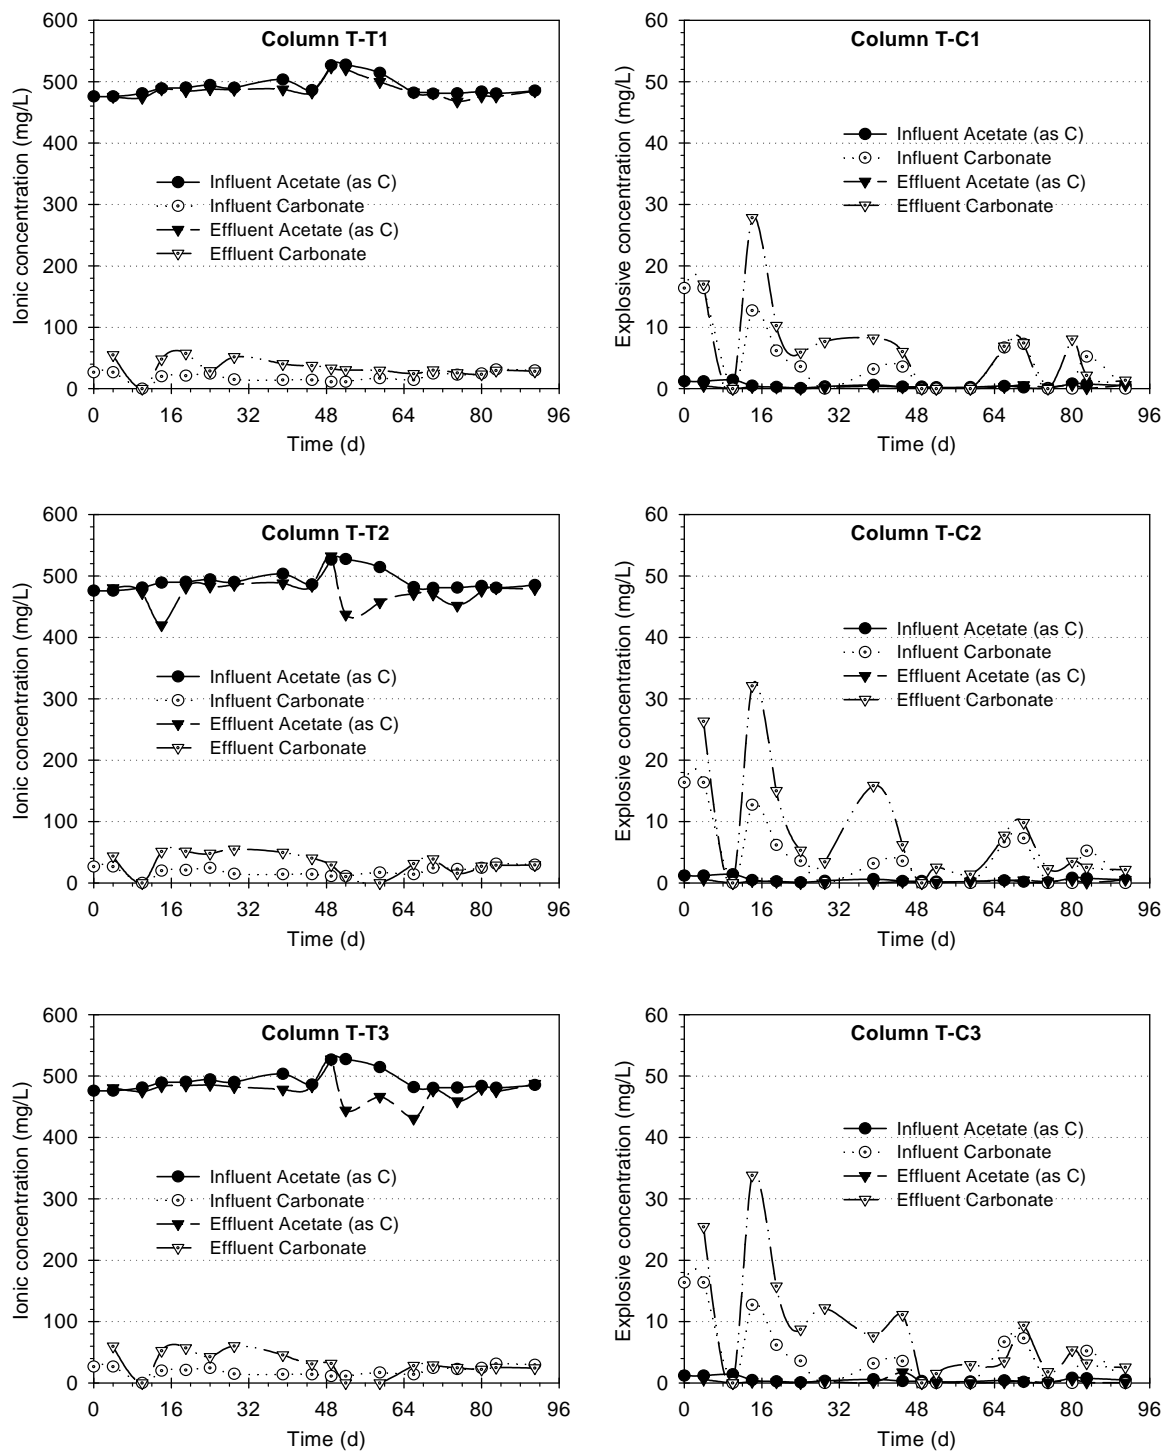 Column T-T1
Ionic concentration (mg/L)
600
500
400
300
200
100
0
Influent Acetate (as C)
Influent Carbonate
Effluent Acetate (as C)
Effluent Carbonate
0 16 32 48 64 80 96
Time (d)
Column T-C1
Explosive concentration (mg/L)
60
50
40
30
20
10
0
Influent Acetate (as C)
Influent Carbonate
Effluent Acetate (as C)
Effluent Carbonate
0 16 32 48 64 80 96
Time (d)
Column T-T2
Ionic concentration (mg/L)
600
500
400
300
200
100
0
Influent Acetate (as C)
Influent Carbonate
Effluent Acetate (as C)
Effluent Carbonate
0 16 32 48 64 80 96
Time (d)
Column T-C2
Explosive concentration (mg/L)
60
50
40
30
20
10
0
Influent Acetate (as C)
Influent Carbonate
Effluent Acetate (as C)
Effluent Carbonate
0 16 32 48 64 80 96
Time (d)
Column T-T3
Ionic concentration (mg/L)
600
500
400
300
200
100
0
Influent Acetate (as C)
Influent Carbonate
Effluent Acetate (as C)
Effluent Carbonate
0 16 32 48 64 80 96
Time (d)
Column T-C3
Explosive concentration (mg/L)
60
50
40
30
20
10
0
Influent Acetate (as C)
Influent Carbonate
Effluent Acetate (as C)
Effluent Carbonate
0 16 32 48 64 80 96
Time (d)